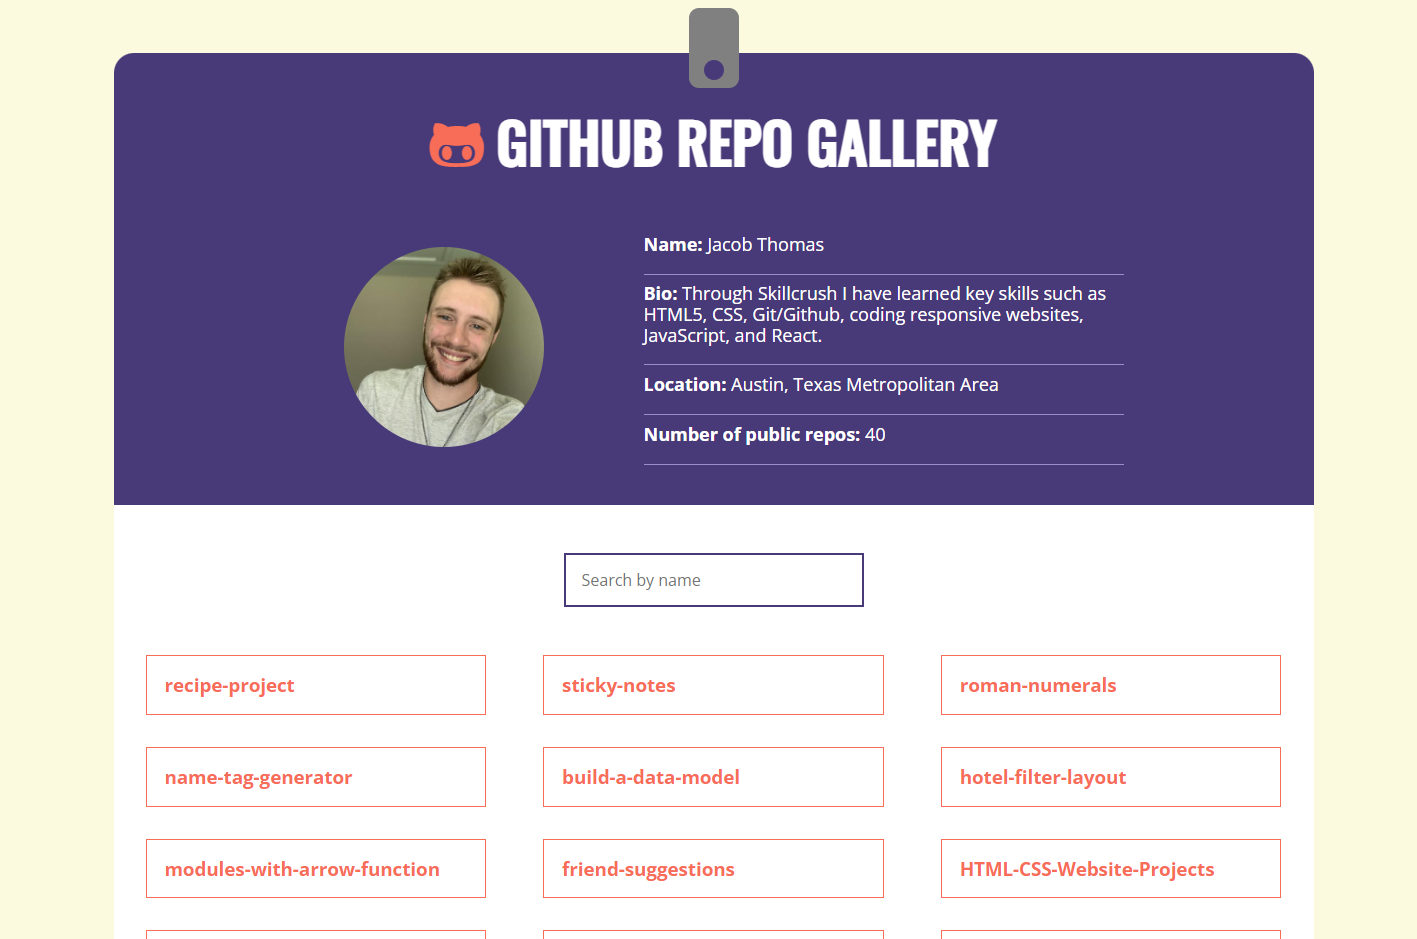 GITHUB REPO GALLERY
Name: Jacob Thomas
Bio: Through Skillcrush I have learned key skills such as
HTML5, CSS, Git/Github, coding responsive websites,
JavaScript, and React.
Location: Austin, Texas Metropolitan Area
Number of public repos: 40
Search by name
recipe-project
sticky-notes
roman-numerals
name-tag-generator
build-a-data-model
hotel-filter-layout
modules-with-arrow-function
friend-suggestions
HTML-CSS-Website-Projects